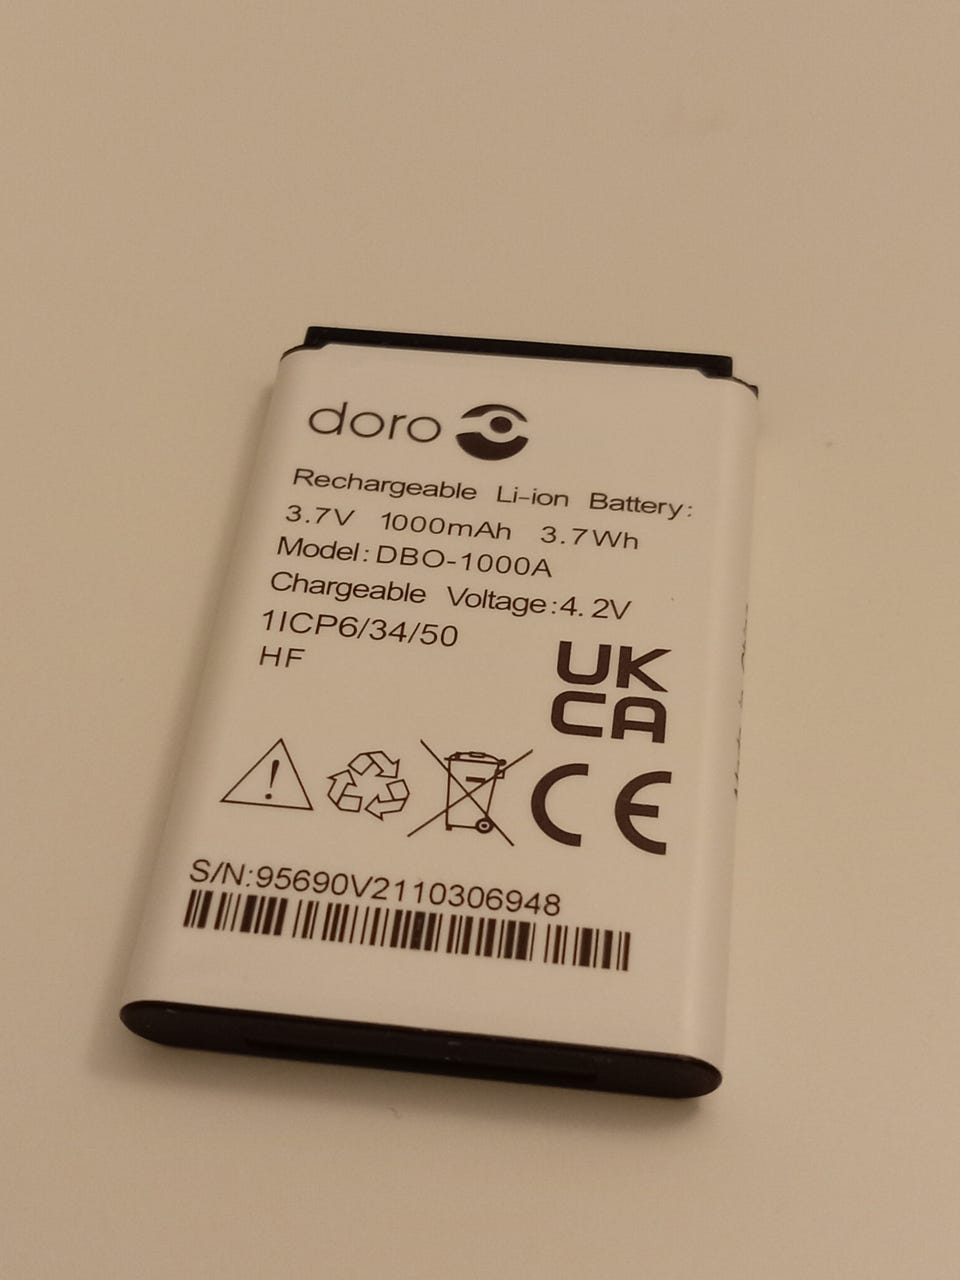 doro
Rechargeable Li-ion Battery:
3.7V 1000mAh 3.7Wh
Model: DBO-1000A
Chargeable Voltage:4.2V
1ICP6/34/50
HF
UK
CA
CE
S/N:95690V2110306948